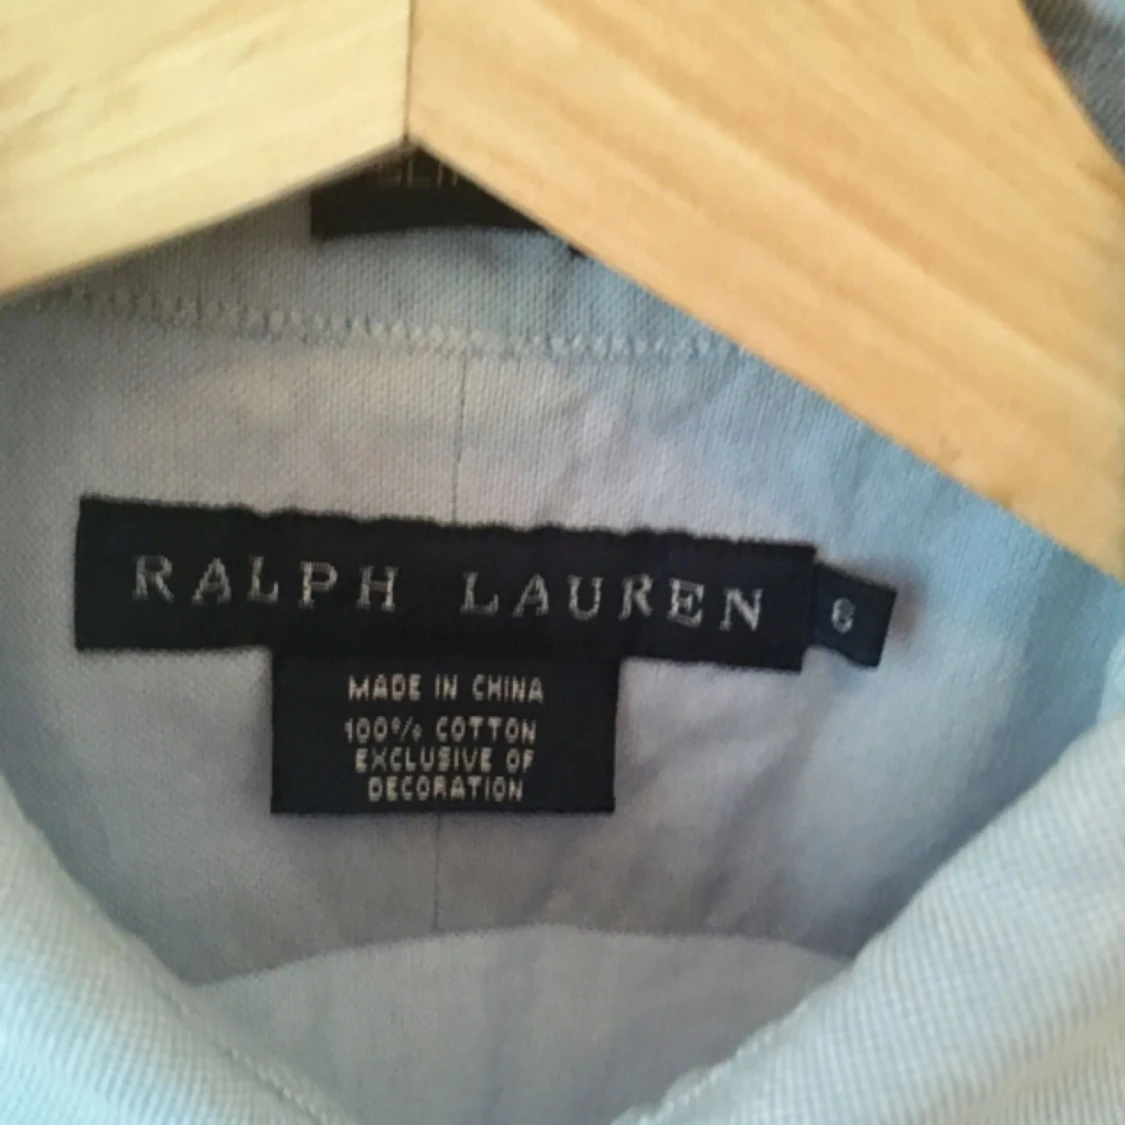 RALPH LAUREN 6
MADE IN CHINA
100% COTTON
EXCLUSIVE OF
DECORATION